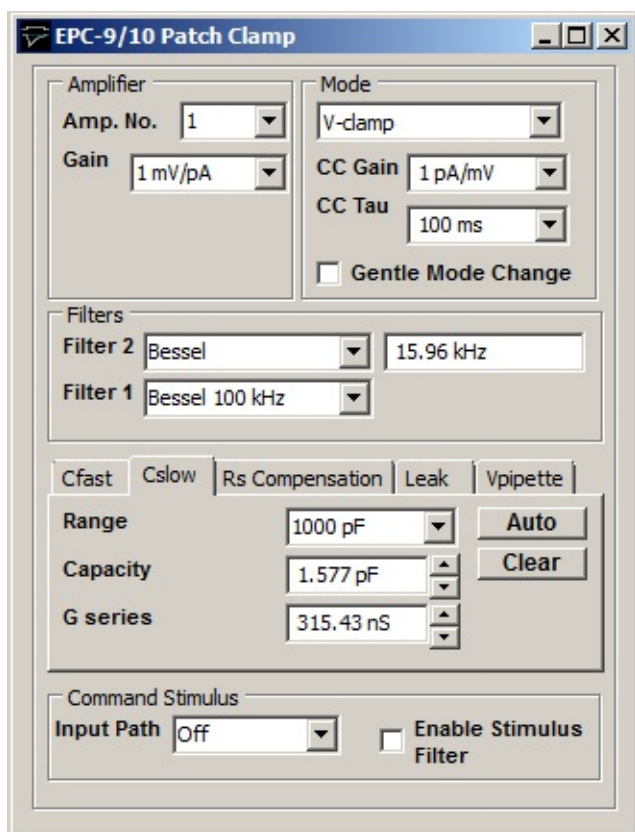 EPC-9/10 Patch Clamp
Amplifier
Amp. No. 1
Gain 1 mV/pA
Mode
V-clamp
CC Gain 1 pA/mV
CC Tau 100 ms
Gentle Mode Change
Filters
Filter 2 Bessel 15.96 kHz
Filter 1 Bessel 100 kHz
Cfast Cslow Rs Compensation Leak Vpipette
Range 1000 pF Auto
Capacity 1.577 pF Clear
G series 315.43 nS
Command Stimulus
Input Path Off Enable Stimulus
Filter